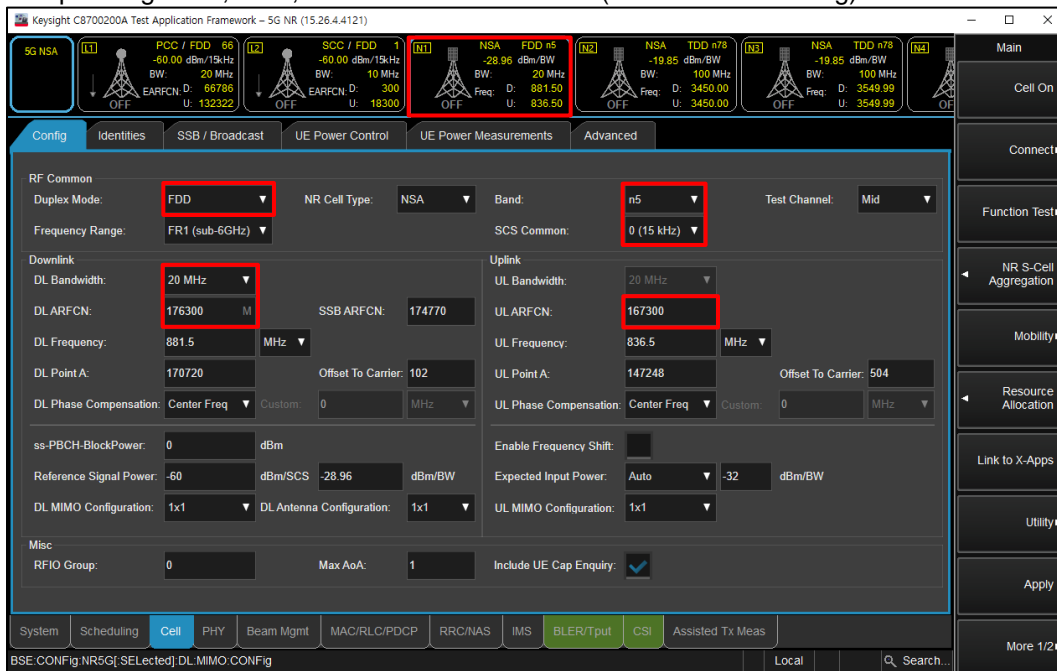 Keysight C8700200A Test Application Framework – 5G NR (15.26.4.4121)
5G NSA
L1 PCC / FDD 66
-60.00 dBm/15kHz
BW: 20 MHz
EARFCN: D: 66786
U: 132322
OFF
L2 SCC / FDD 1
-60.00 dBm/15kHz
BW: 10 MHz
EARFCN: D: 300
U: 18300
OFF
N1 NSA FDD n5
-28.96 dBm/BW
BW: 20 MHz
Freq: D: 881.50
U: 836.50
OFF
N2 NSA TDD n78
-19.85 dBm/BW
BW: 100 MHz
Freq: D: 3450.00
U: 3450.00
OFF
N3 NSA TDD n78
-19.85 dBm/BW
BW: 100 MHz
Freq: D: 3549.99
U: 3549.99
OFF
N4
Main
Cell On
Connect
Function Test
NR S-Cell
Aggregation
Mobility
Resource
Allocation
Link to X-Apps
Utility
Apply
More 1/2
Config Identities SSB / Broadcast UE Power Control UE Power Measurements Advanced
RF Common
Duplex Mode: FDD NR Cell Type: NSA Band: n5 Test Channel: Mid
Frequency Range: FR1 (sub-6GHz) SCS Common: 0 (15 kHz)
Downlink Uplink
DL Bandwidth: 20 MHz UL Bandwidth: 20 MHz
DL ARFCN: 176300 M SSB ARFCN: 174770 UL ARFCN: 167300
DL Frequency: 881.5 MHz UL Frequency: 836.5 MHz
DL Point A: 170720 Offset To Carrier: 102 UL Point A: 147248 Offset To Carrier: 504
DL Phase Compensation: Center Freq Custom: 0 MHz UL Phase Compensation: Center Freq Custom: 0 MHz
ss-PBCH-BlockPower: 0 dBm Enable Frequency Shift:
Reference Signal Power: -60 dBm/SCS -28.96 dBm/BW Expected Input Power: Auto -32 dBm/BW
DL MIMO Configuration: 1x1 DL Antenna Configuration: 1x1 UL MIMO Configuration: 1x1
Misc
RFIO Group: 0 Max AoA: 1 Include UE Cap Enquiry:
System Scheduling Cell PHY Beam Mgmt MAC/RLC/PDCP RRC/NAS IMS BLER/Tput CSI Assisted Tx Meas
BSE:CONFig:NR5G[:SELected]:DL:MIMO:CONFig Local Search...